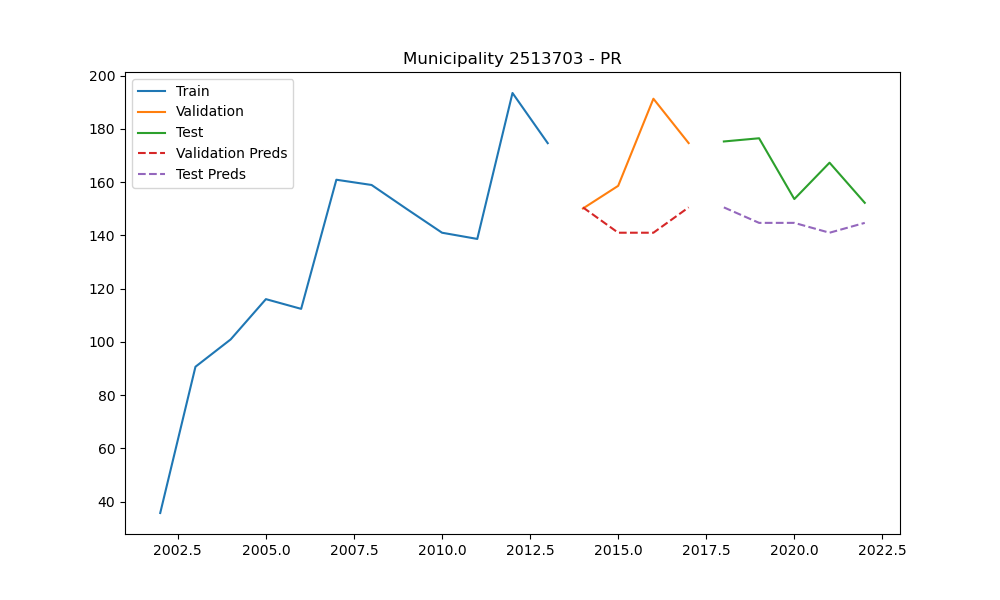 Municipality 2513703 - PR
Train
Validation
Test
Validation Preds
Test Preds
200
180
160
140
120
100
80
60
40
2002.5 2005.0 2007.5 2010.0 2012.5 2015.0 2017.5 2020.0 2022.5